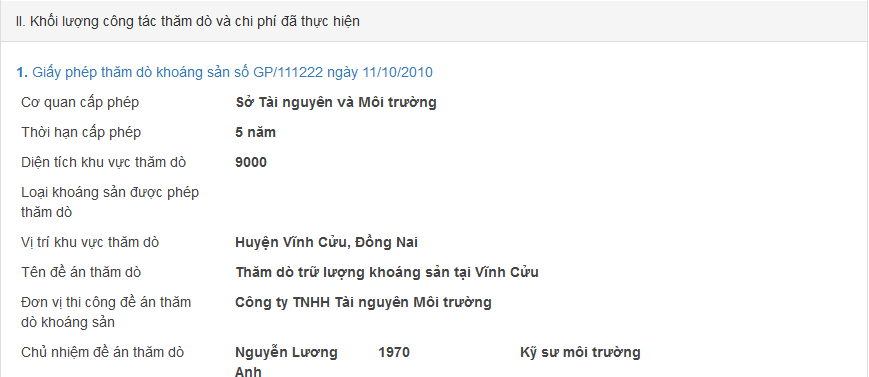 II. Khối lượng công tác thăm dò và chi phí đã thực hiện
1. Giấy phép thăm dò khoáng sản số GP/111222 ngày 11/10/2010
Cơ quan cấp phép Sở Tài nguyên và Môi trường
Thời hạn cấp phép 5 năm
Diện tích khu vực thăm dò 9000
Loại khoáng sản được phép
thăm dò
Vị trí khu vực thăm dò Huyện Vĩnh Cửu, Đồng Nai
Tên đề án thăm dò Thăm dò trữ lượng khoáng sản tại Vĩnh Cửu
Đơn vị thi công đề án thăm Công ty TNHH Tài nguyên Môi trường
dò khoáng sản
Chủ nhiệm đề án thăm dò Nguyễn Lương 1970 Kỹ sư môi trường
Anh